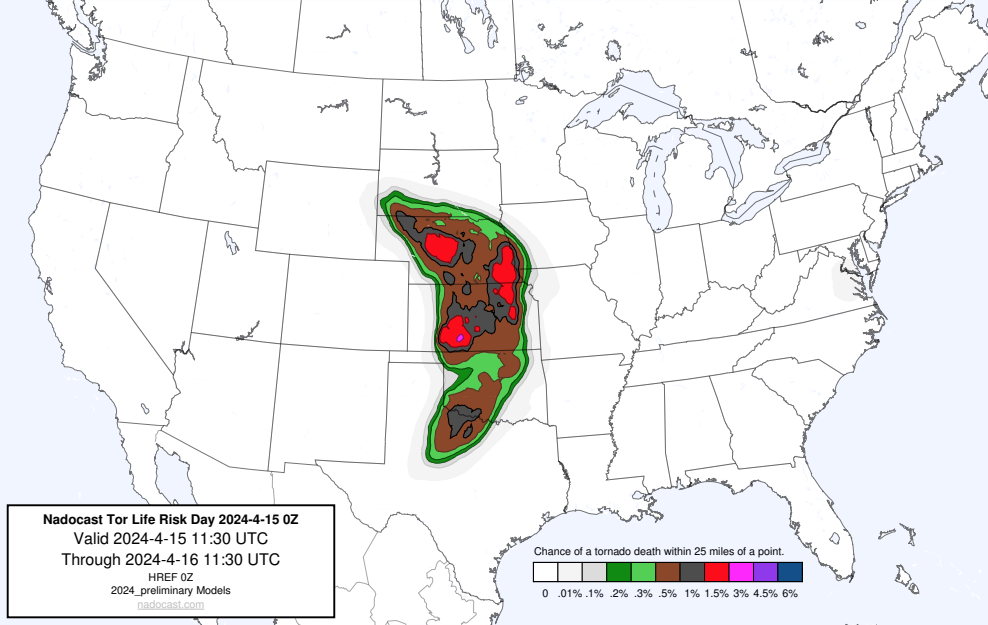 Nadocast Tor Life Risk Day 2024-4-15 0Z
Valid 2024-4-15 11:30 UTC
Through 2024-4-16 11:30 UTC
HREF 0Z
2024_preliminary Models
nadocast.com
Chance of a tornado death within 25 miles of a point.
0 .01% .1% .2% .3% .5% 1% 1.5% 3% 4.5% 6%